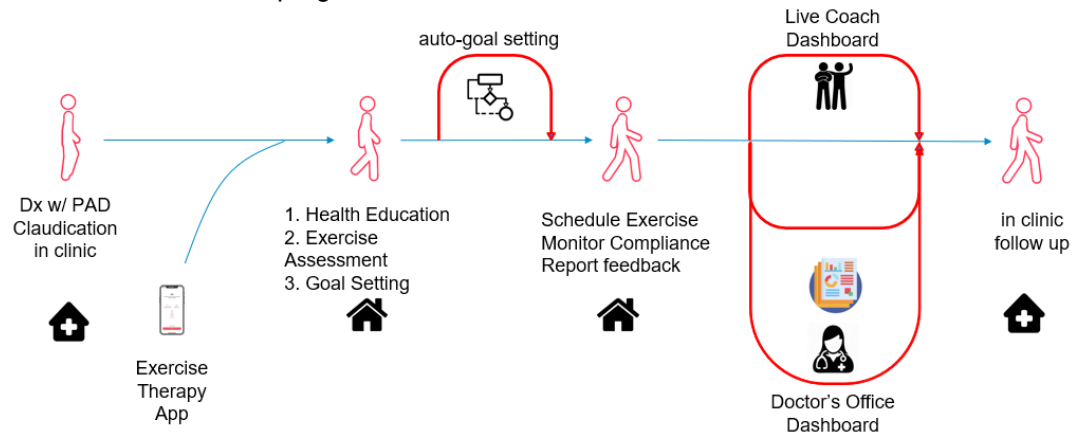 auto-goal setting
Live Coach
Dashboard
Dx w/ PAD
Claudication
in clinic
1. Health Education
2. Exercise
Assessment
3. Goal Setting
Schedule Exercise
Monitor Compliance
Report feedback
in clinic
follow up
Exercise
Therapy
App
Doctor's Office
Dashboard